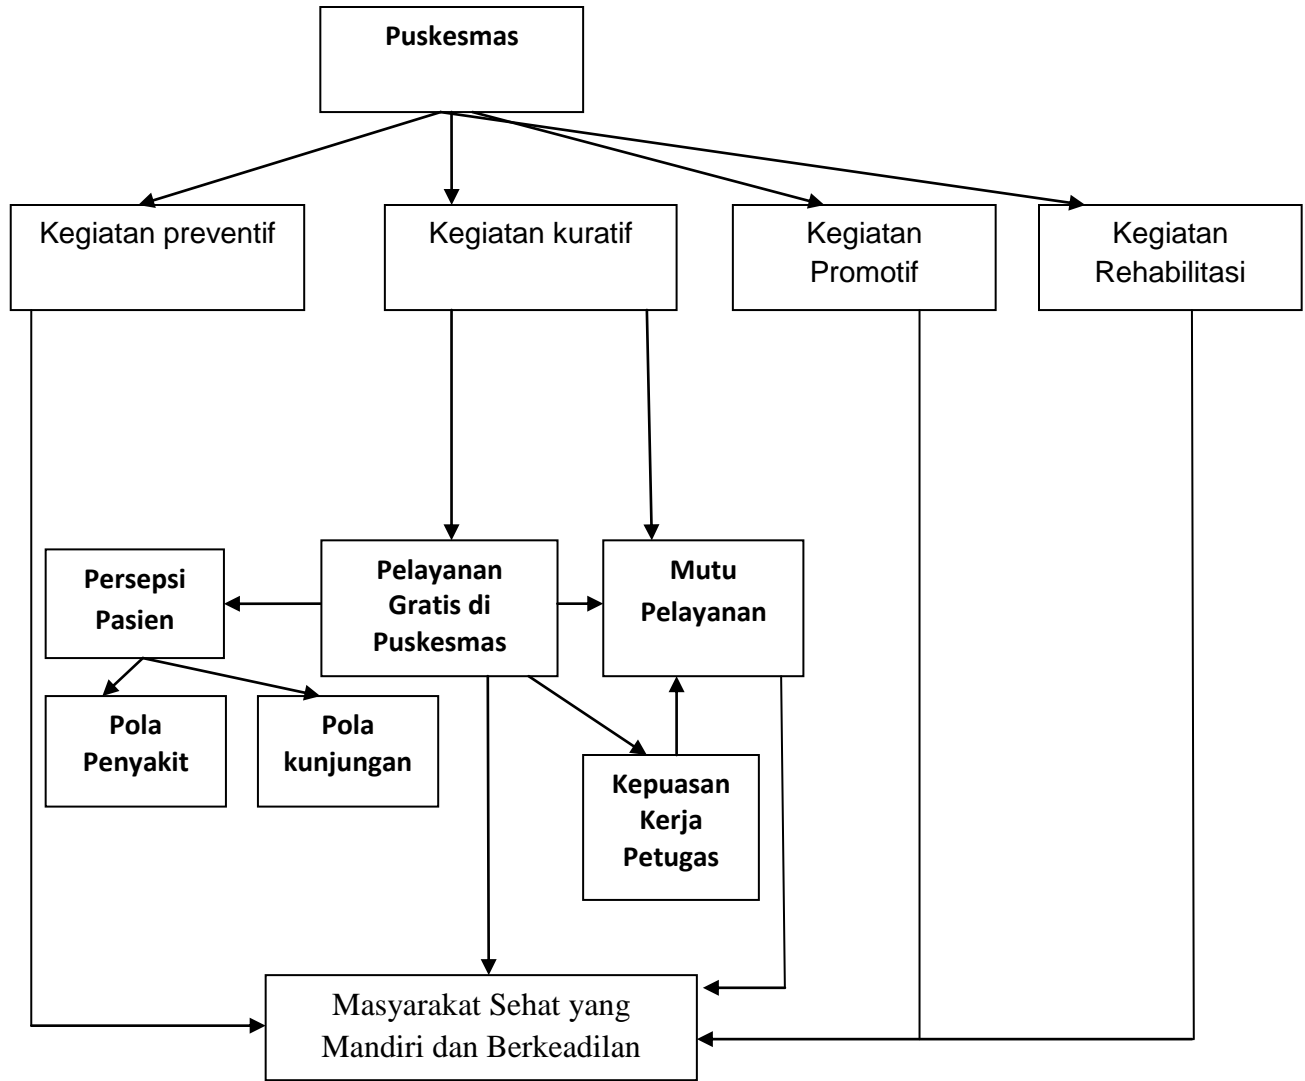 Puskesmas
Kegiatan preventif
Kegiatan kuratif
Kegiatan
Promotif
Kegiatan
Rehabilitasi
Persepsi
Pasien
Pelayanan
Gratis di
Puskesmas
Mutu
Pelayanan
Pola
Penyakit
Pola
kunjungan
Kepuasan
Kerja
Petugas
Masyarakat Sehat yang
Mandiri dan Berkeadilan